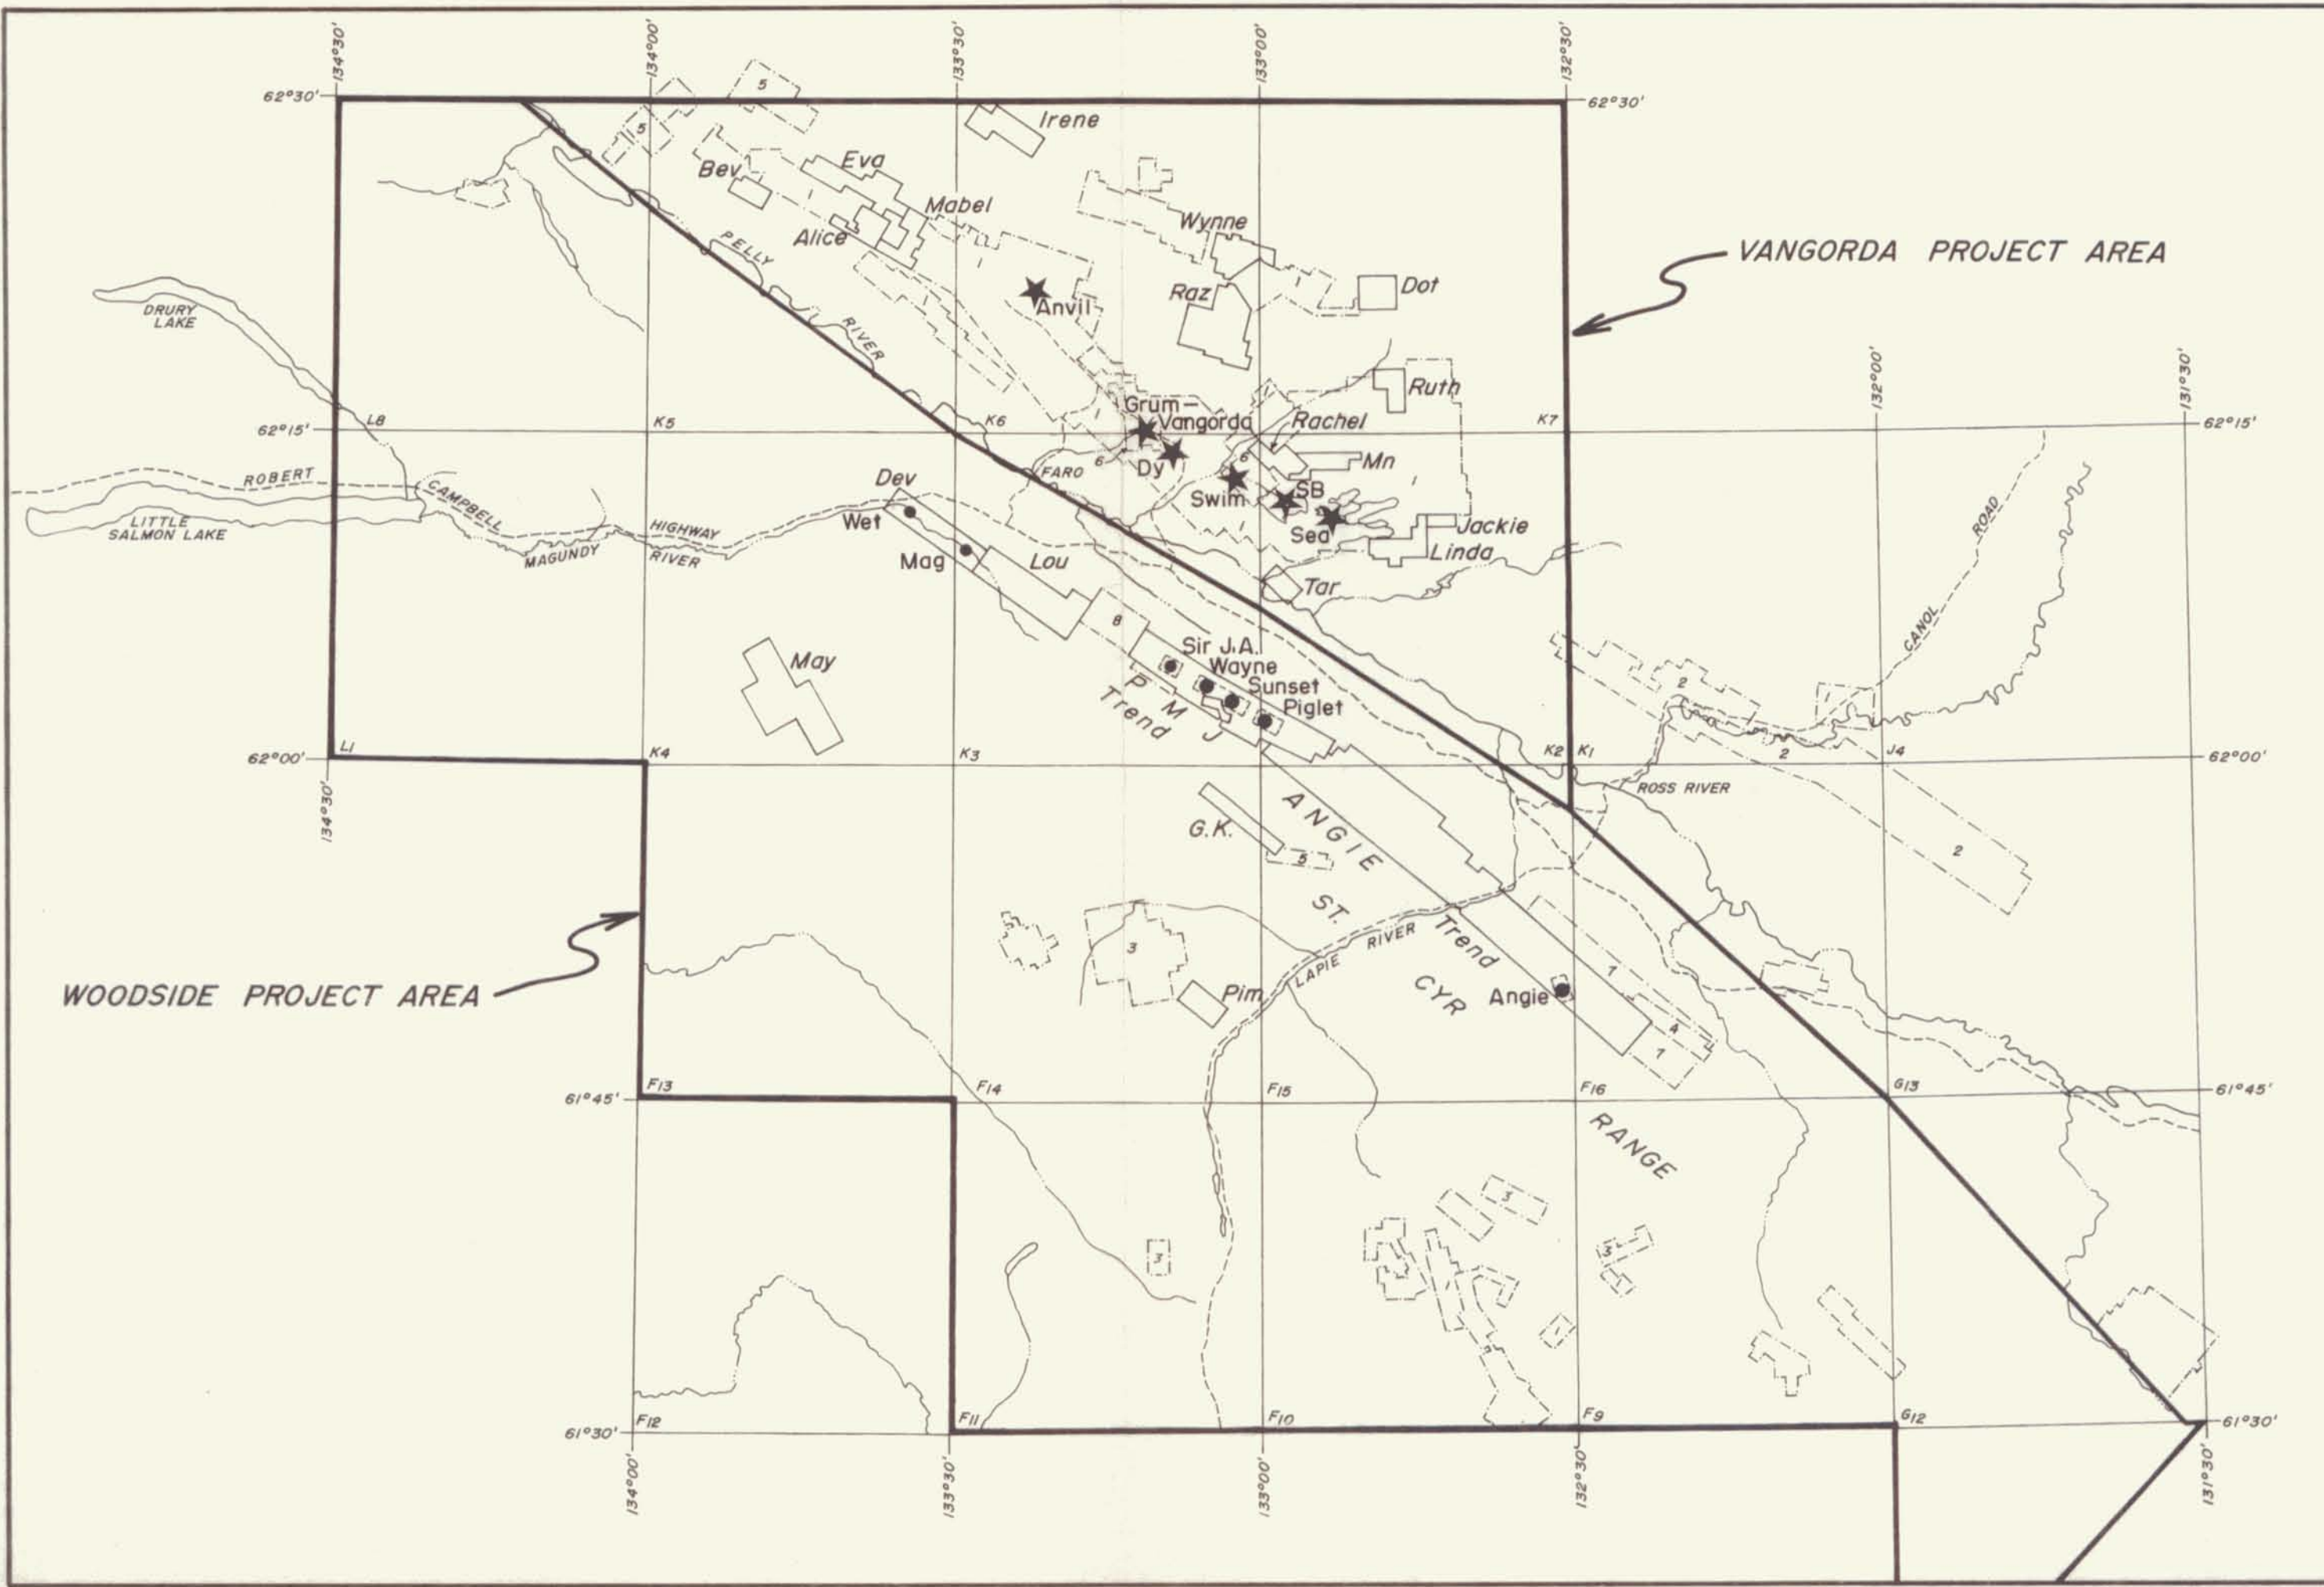 134°30'
134°00'
133°30'
133°00'
132°30'
62°30'
62°30'
5
5
Irene
Bev
Eva
Mabel
Alice
Wynne
VANGORDA PROJECT AREA
PELLY
RIVER
Anvil
Raz
Dot
DRURY
LAKE
132°00'
131°30'
Ruth
Grum-
Vangorda
Rachel
62°15'
L8
K5
K6
K7
62°15'
6
Dy
6
Mn
FARO
Dev
Swim
SB
ROBERT
CAMPBELL
HIGHWAY
LITTLE
SALMON LAKE
MAGUNDY
RIVER
Wet
Sea
Jackie
Linda
ROAD
CANOL
Mag
Lou
Tar
8
May
Sir J.A.
Wayne
Sunset
Piglet
P M J
Trend
2
2
62°00'
L1
K4
K3
K2
K1
J4
62°00'
134°30'
ROSS RIVER
G.K.
5
ANGIE
2
ST.
Trend
RIVER
LAPIE
3
1
WOODSIDE PROJECT AREA
Pim
CYR
Angie
4
1
61°45'
F13
F14
F15
F16
G13
61°45'
RANGE
3
3
3
61°30'
F12
F11
F10
F9
G12
61°30'
134°00'
133°30'
133°00'
132°30'
131°30'